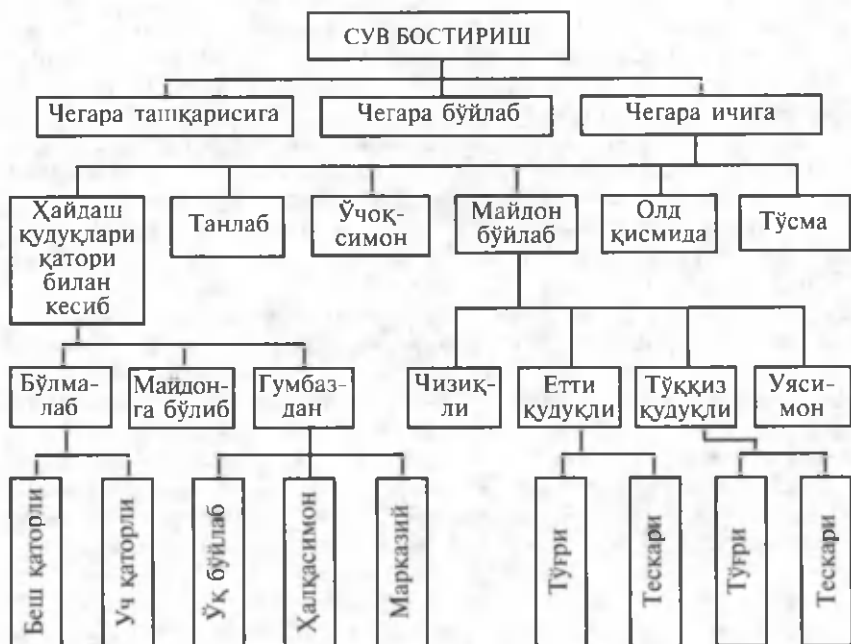 СУВ БОСТИРИШ
Чегара ташқарисига
Чегара бўйлаб
Чегара ичига
Ҳайдаш
қудуқлари
қатори
билан
кесиб
Танлаб
Ўчоқ-
симон
Майдон
бўйлаб
Олд
қисмида
Тўсма
Бўлма-
лаб
Майдон-
га бўлиб
Гумбаз-
дан
Чизиқ-
ли
Етти
қудуқли
Тўққиз
қудуқли
Уяси-
мон
Беш қаторли
Уч қаторли
Ўқ бўйлаб
Ҳалқасимон
Марказий
Тўғри
Тескари
Тўғри
Тескари